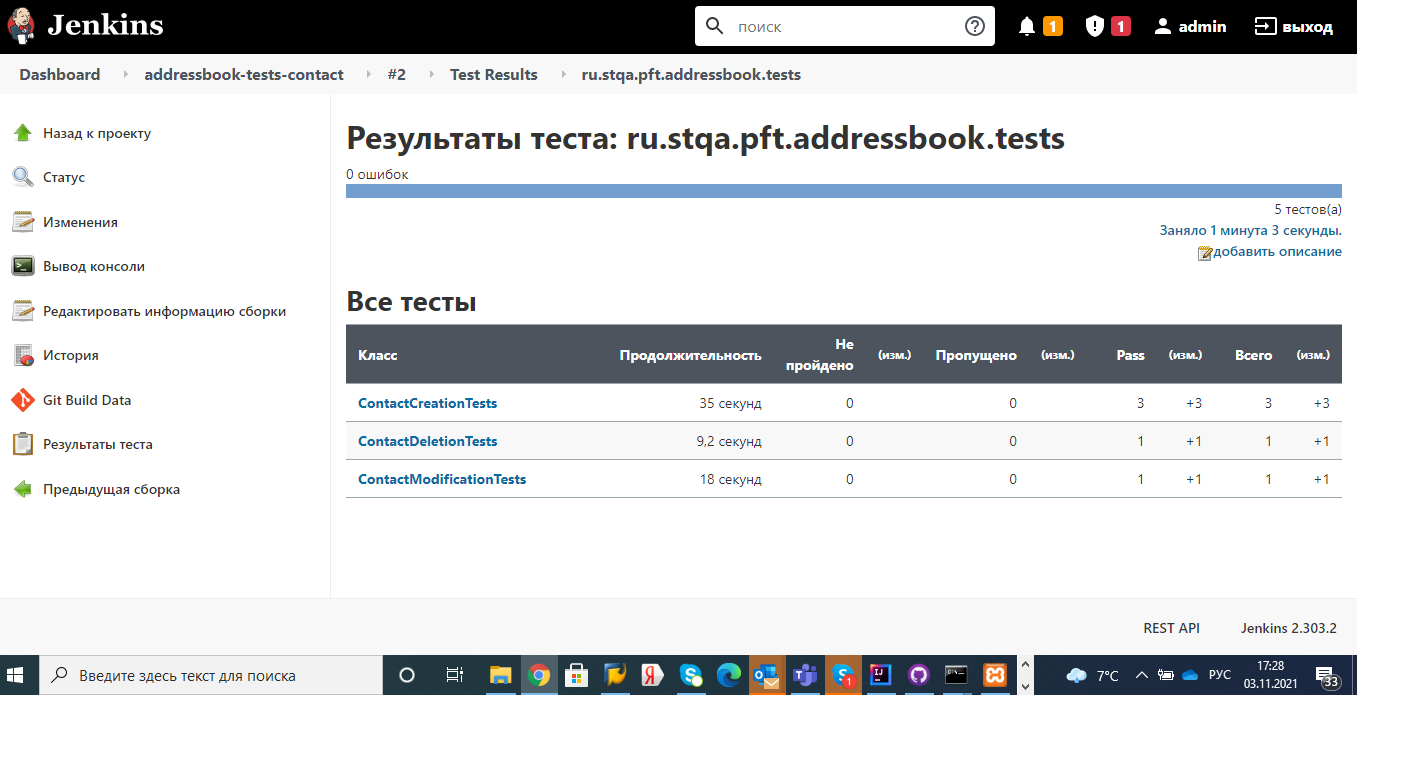 Jenkins
поиск
1
1
admin
выход
Dashboard
addressbook-tests-contact
#2
Test Results
ru.stqa.pft.addressbook.tests
Назад к проекту
Статус
Изменения
Вывод консоли
Редактировать информацию сборки
История
Git Build Data
Результаты теста
Предыдущая сборка
Результаты теста: ru.stqa.pft.addressbook.tests
0 ошибок
5 тестов(а)
Заняло 1 минута 3 секунды.
добавить описание
Все тесты
Класс Продолжительность Не пройдено (изм.) Пропущено (изм.) Pass (изм.) Всего (изм.)
ContactCreationTests 35 секунд 0 0 3 +3 3 +3
ContactDeletionTests 9,2 секунд 0 0 1 +1 1 +1
ContactModificationTests 18 секунд 0 0 1 +1 1 +1
REST API Jenkins 2.303.2
Введите здесь текст для поиска
Я
1
IJ
7°C
РУС
17:28
03.11.2021
33